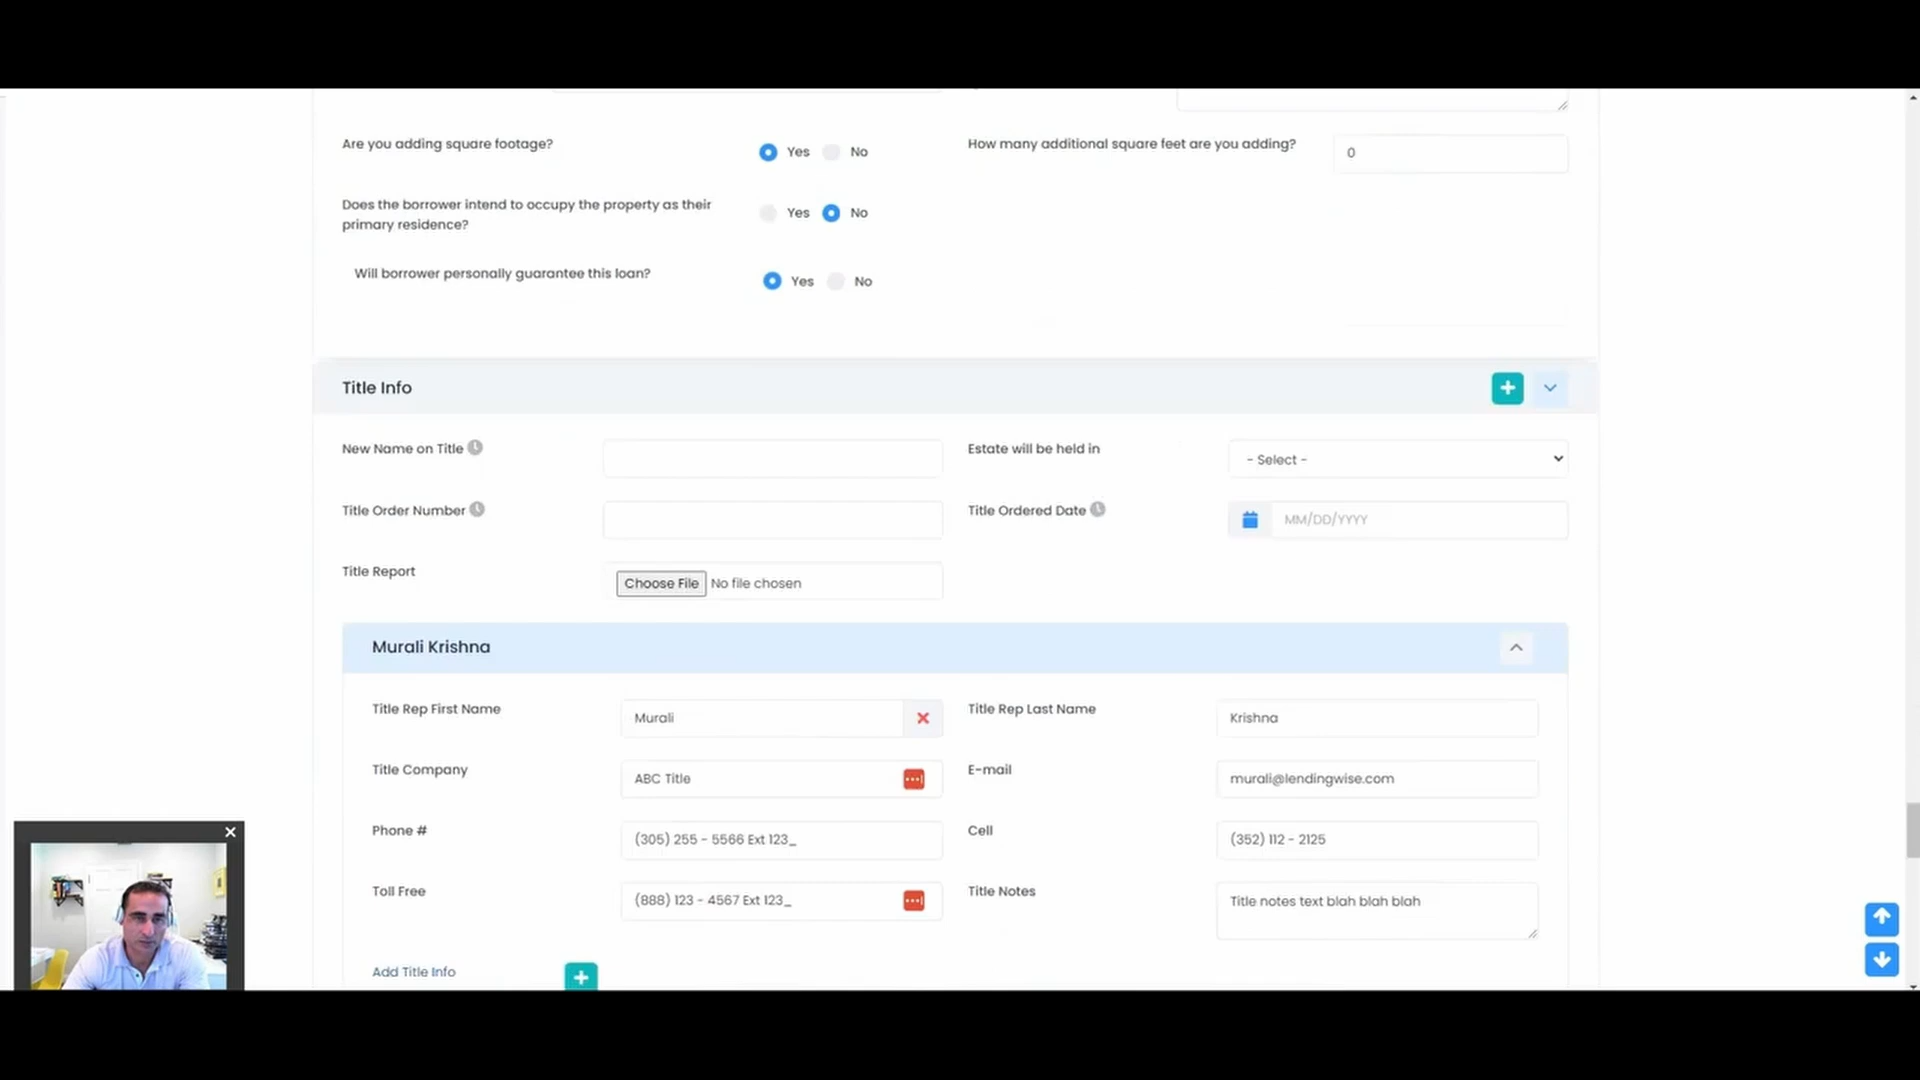 Are you adding square footage? Yes No How many additional square feet are you adding? 0
Does the borrower intend to occupy the property as their
primary residence? Yes No
Will borrower personally guarantee this loan? Yes No
Title Info
New Name on Title Estate will be held in - Select -
Title Order Number Title Ordered Date MM/DD/YYYY
Title Report Choose File No file chosen
Murali Krishna
Title Rep First Name Murali Title Rep Last Name Krishna
Title Company ABC Title E-mail murali@lendingwise.com
Phone # (305) 255 - 5566 Ext 123_ Cell (352) 112 - 2125
Toll Free (888) 123 - 4567 Ext 123_ Title Notes Title notes text blah blah blah
Add Title Info